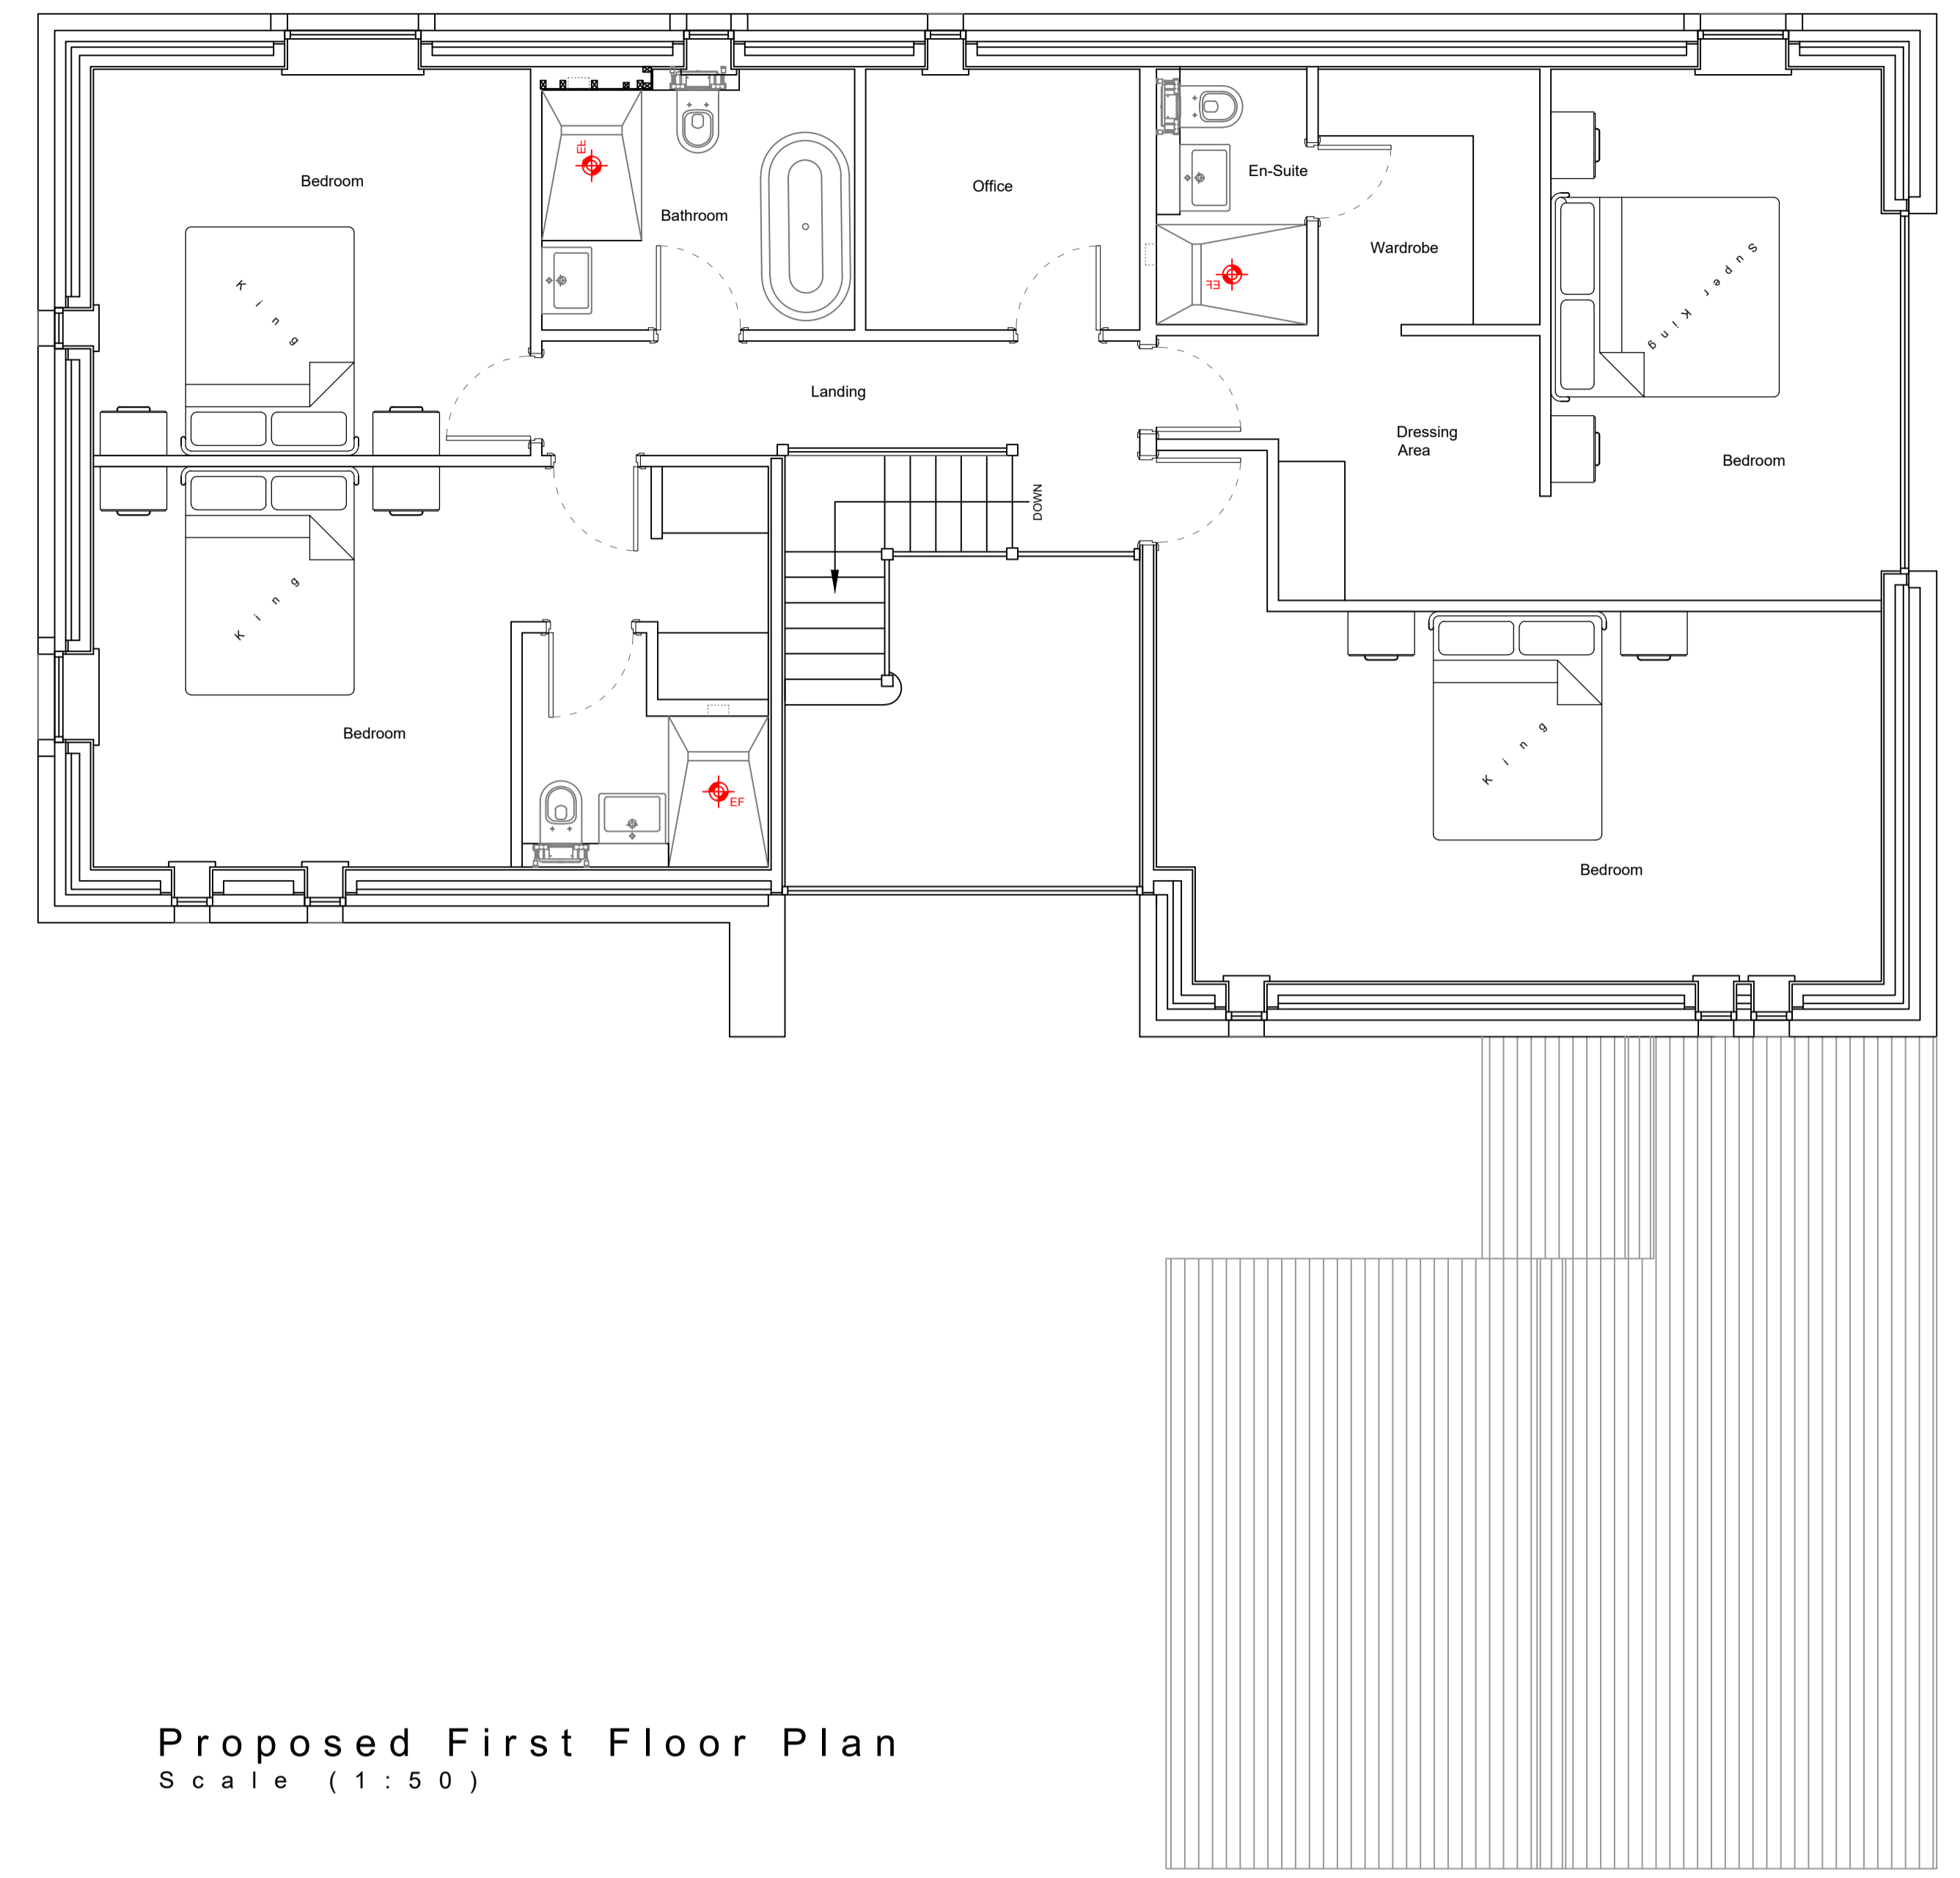 Bedroom
EF
Bathroom
Office
En-Suite
Wardrobe
Super King
King
Landing
Dressing
Area
Bedroom
DOWN
King
Bedroom
King
EF
EF
Bedroom
Proposed First Floor Plan
Scale (1:50)